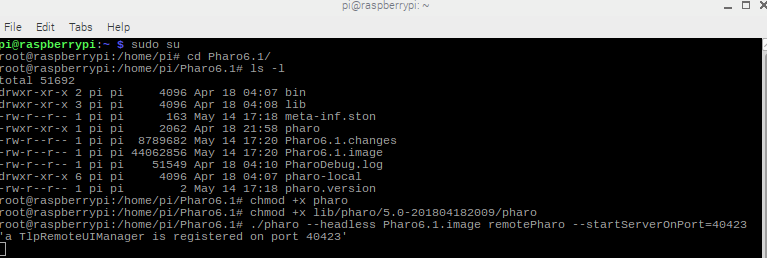 pi@raspberrypi: ~
File Edit Tabs Help
pi@raspberrypi:~ $ sudo su
root@raspberrypi:/home/pi# cd Pharo6.1/
root@raspberrypi:/home/pi/Pharo6.1# ls -l
total 51692
drwxr-xr-x 2 pi pi 4096 Apr 18 04:07 bin
drwxr-xr-x 3 pi pi 4096 Apr 18 04:08 lib
-rw-r--r-- 1 pi pi 163 May 14 17:18 meta-inf.ston
-rwxr-xr-x 1 pi pi 2062 Apr 18 21:58 pharo
-rw-r--r-- 1 pi pi 8789682 May 14 17:20 Pharo6.1.changes
-rw-r--r-- 1 pi pi 44062856 May 14 17:20 Pharo6.1.image
-rw-r--r-- 1 pi pi 51549 Apr 18 04:10 PharoDebug.log
drwxr-xr-x 6 pi pi 4096 Apr 18 04:07 pharo-local
-rw-r--r-- 1 pi pi 2 May 14 17:18 pharo.version
root@raspberrypi:/home/pi/Pharo6.1# chmod +x pharo
root@raspberrypi:/home/pi/Pharo6.1# chmod +x lib/pharo/5.0-201804182009/pharo
root@raspberrypi:/home/pi/Pharo6.1# ./pharo --headless Pharo6.1.image remotePharo --startServerOnPort=40423
'a TlpRemoteUIManager is registered on port 40423'